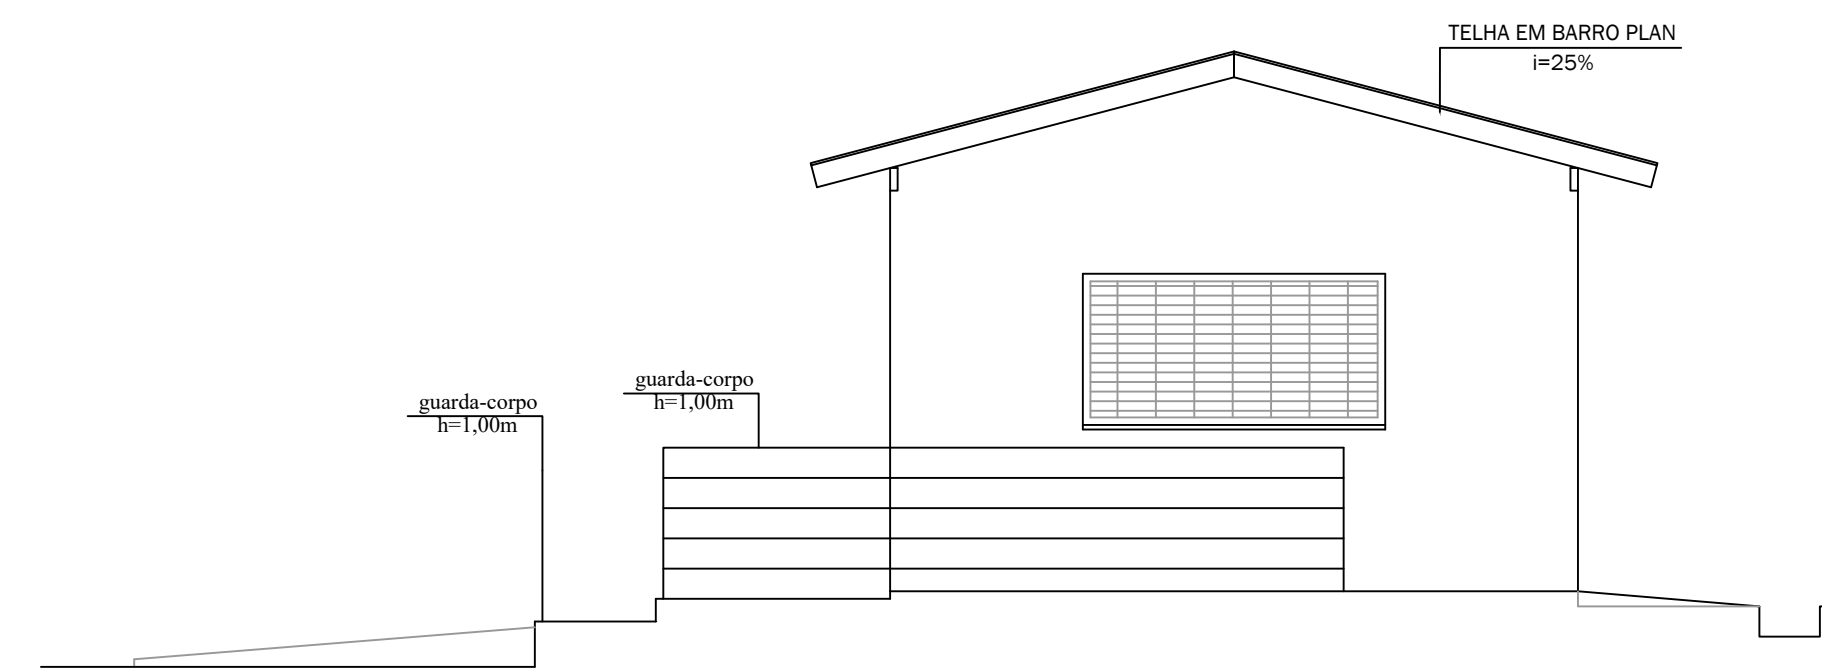 TELHA EM BARRO PLAN
i=25%
guarda-corpo
h=1,00m
guarda-corpo
h=1,00m